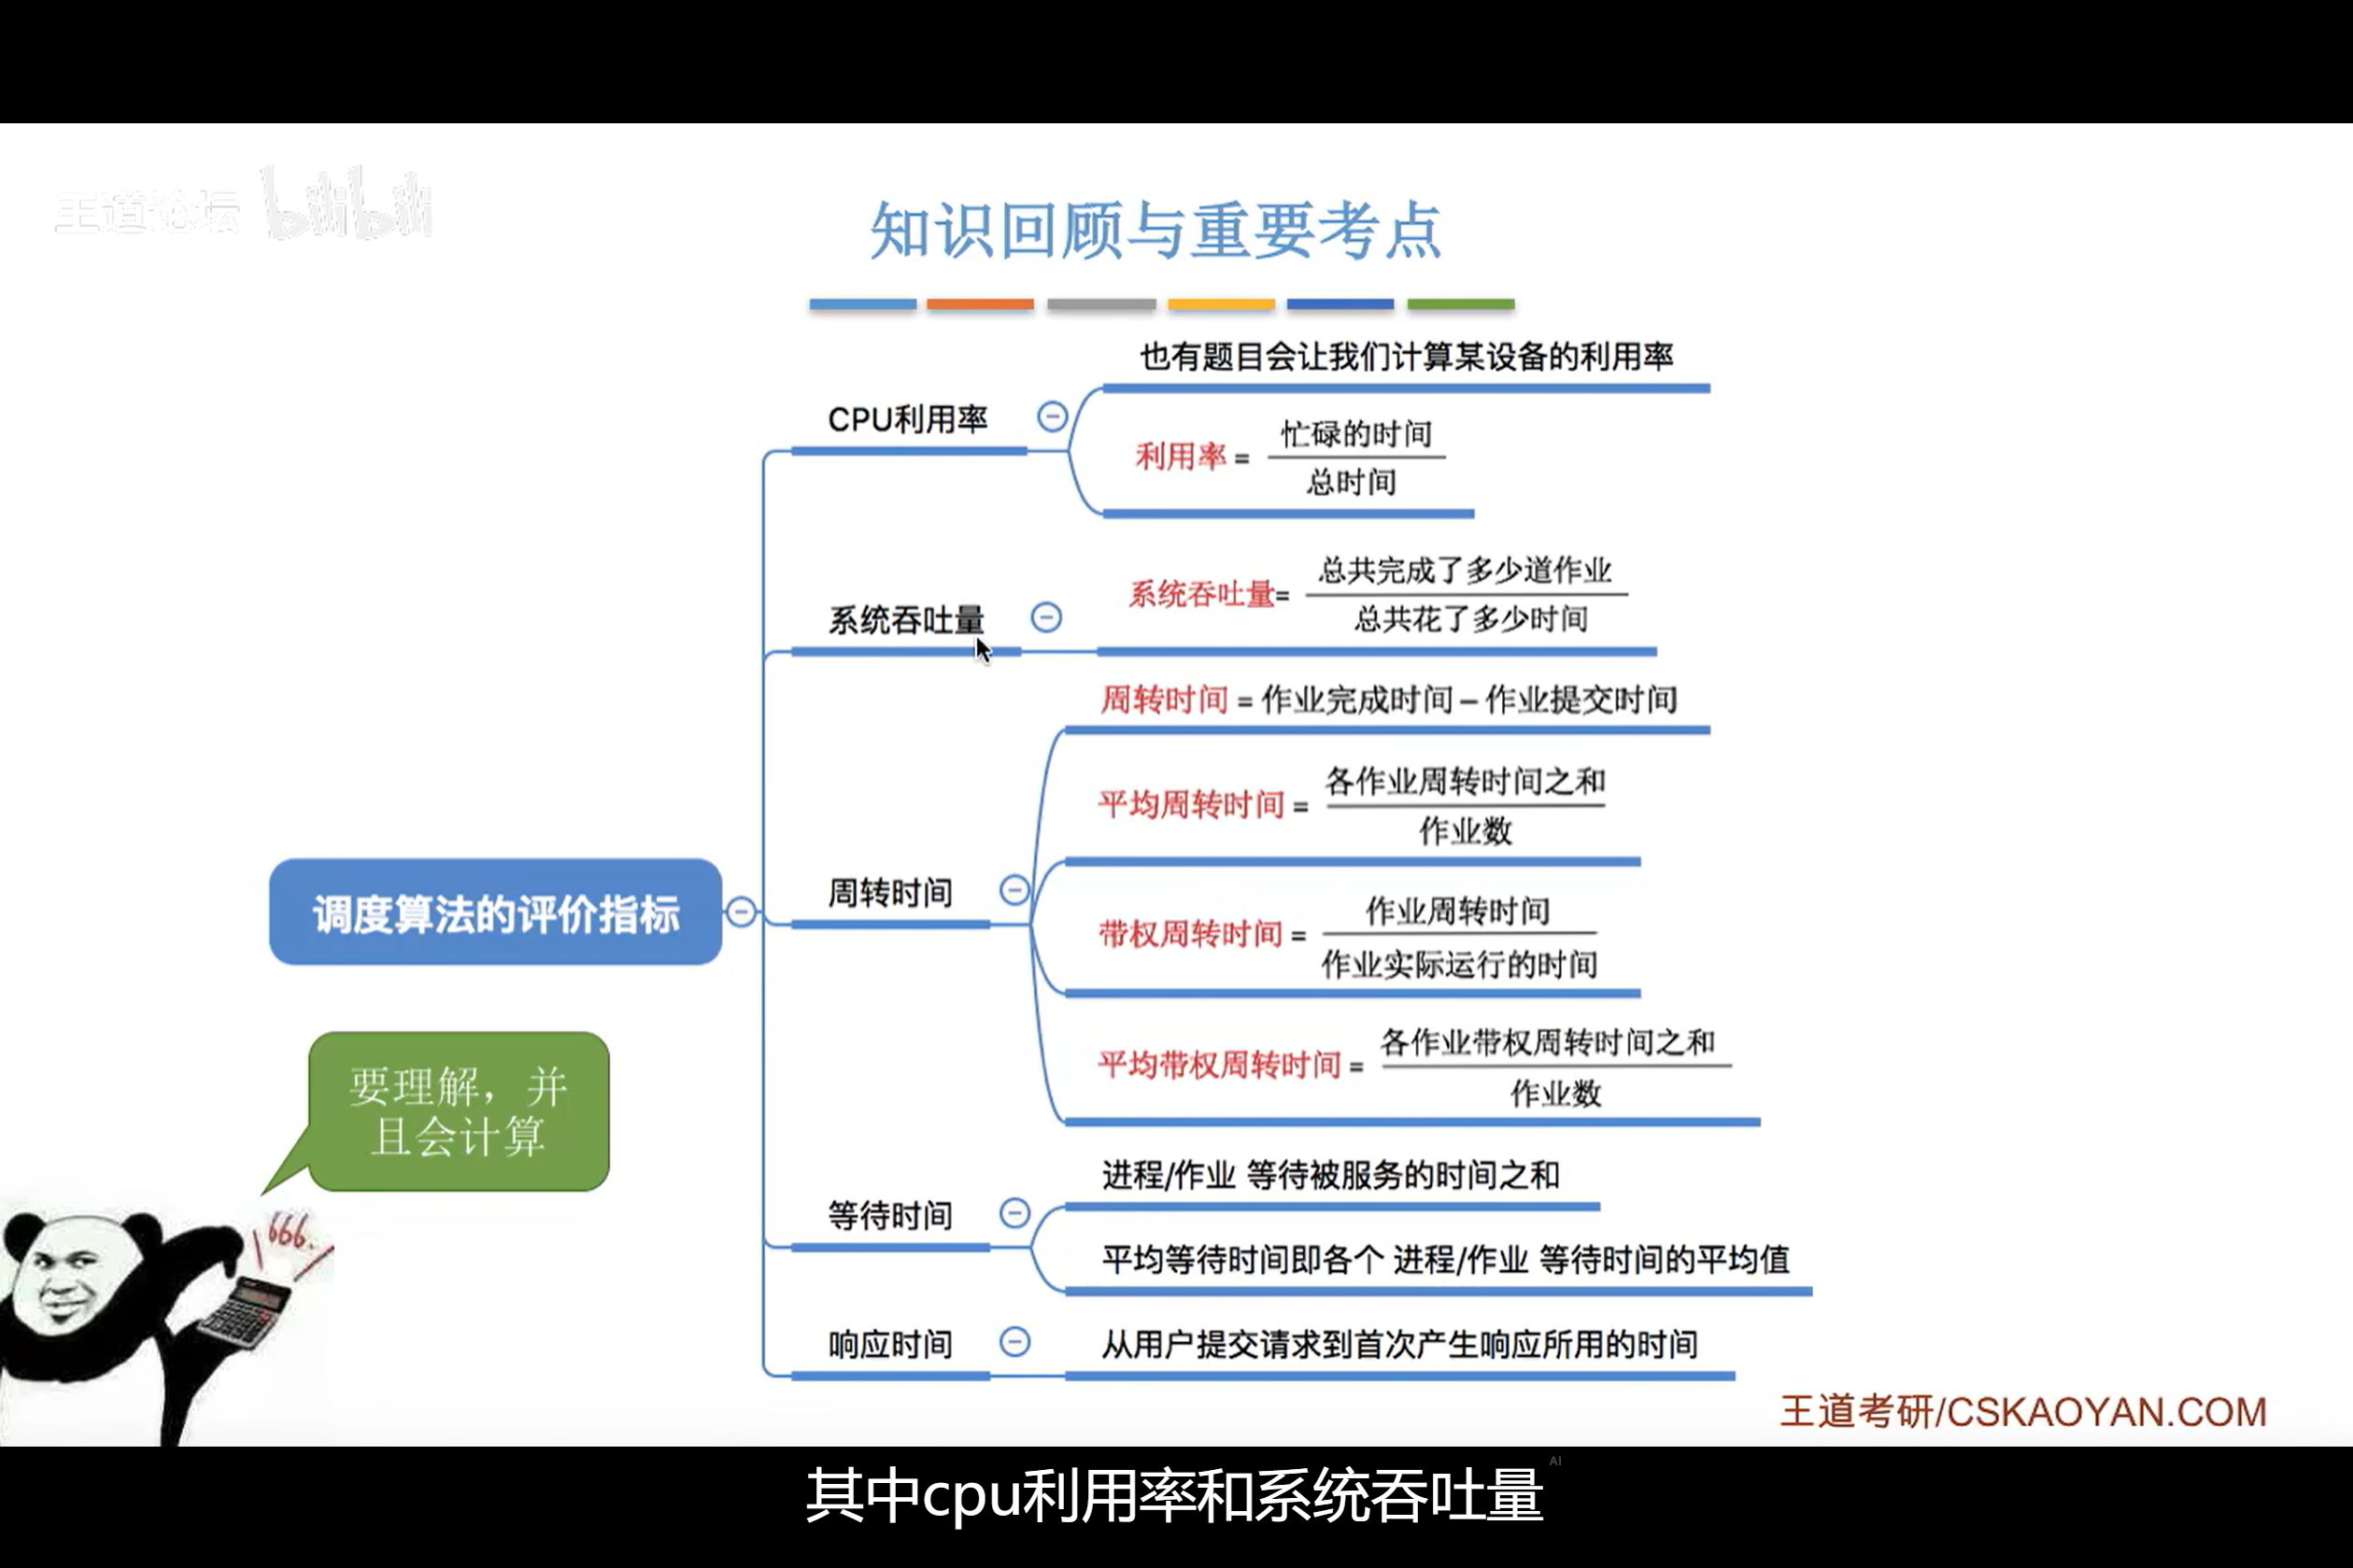 王道论坛 bilibili
知识回顾与重要考点
也有题目会让我们计算某设备的利用率
CPU利用率
忙碌的时间
利用率 =
总时间
总共完成了多少道作业
系统吞吐量=
总共花了多少时间
系统吞吐量
周转时间 = 作业完成时间 – 作业提交时间
各作业周转时间之和
平均周转时间 =
作业数
周转时间
作业周转时间
带权周转时间 =
作业实际运行的时间
各作业带权周转时间之和
平均带权周转时间 =
作业数
调度算法的评价指标
要理解，并
且会计算
666.
进程/作业 等待被服务的时间之和
等待时间
平均等待时间即各个 进程/作业 等待时间的平均值
响应时间
从用户提交请求到首次产生响应所用的时间
王道考研/CSKAOYAN.COM
AI
其中cpu利用率和系统吞吐量